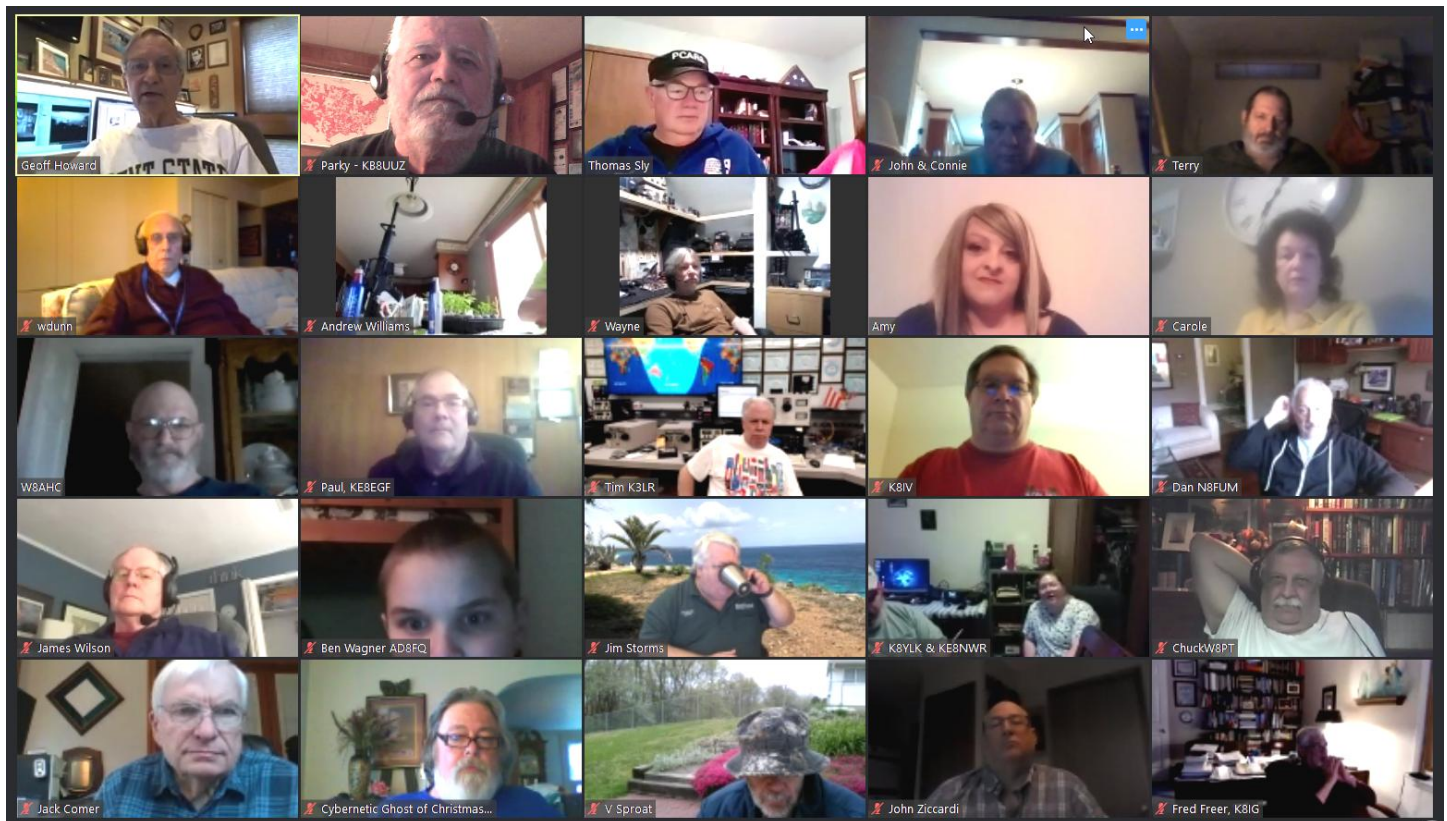 Geoff Howard
Parky - KB8UUZ
PCARS
Thomas Sly
John & Connie
Terry
wdunn
Andrew Williams
Wayne
Amy
Carole
W8AHC
Paul, KE8EGF
Tim K3LR
K8IV
Dan N8FUM
James Wilson
Ben Wagner AD8FQ
Jim Storms
K8YLK & KE8NWR
ChuckW8PT
Jack Comer
Cybernetic Ghost of Christmas...
V Sproat
John Ziccardi
Fred Freer, K8IG